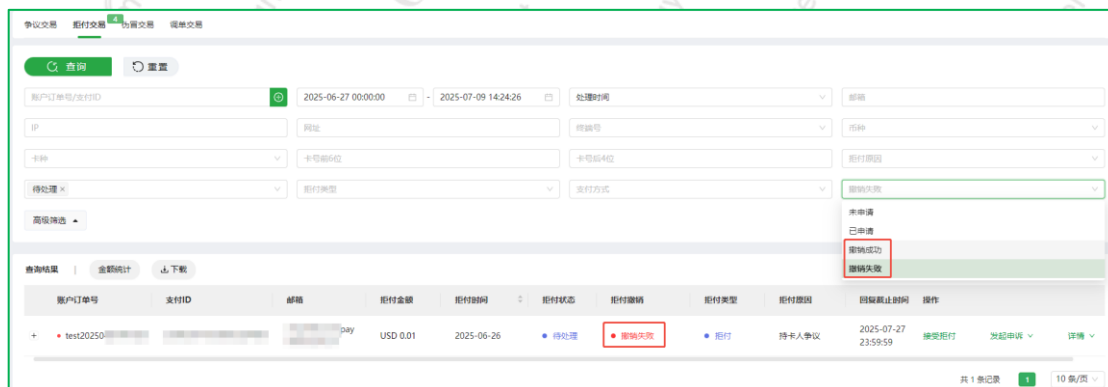 争议交易 拒付交易 4 伪冒交易 调单交易
查询 重置
账户订单号/支付ID 2025-06-27 00:00:00 - 2025-07-09 14:24:26 处理时间 邮箱
IP 网址 终端号 币种
卡种 卡号前6位 卡号后4位 拒付原因
待处理 × 拒付类型 支付方式 撤销失败
高级筛选
未申请
已申请
撤销成功
撤销失败
查询结果 | 金额统计 下载
账户订单号 支付ID 邮箱 拒付金额 拒付时间 拒付状态 拒付撤销 拒付类型 拒付原因 回复截止时间 操作
+ test20250 pay USD 0.01 2025-06-26 待处理 撤销失败 拒付 持卡人争议 2025-07-27 23:59:59 接受拒付 发起申诉 详情
共 1 条记录 1 10 条/页